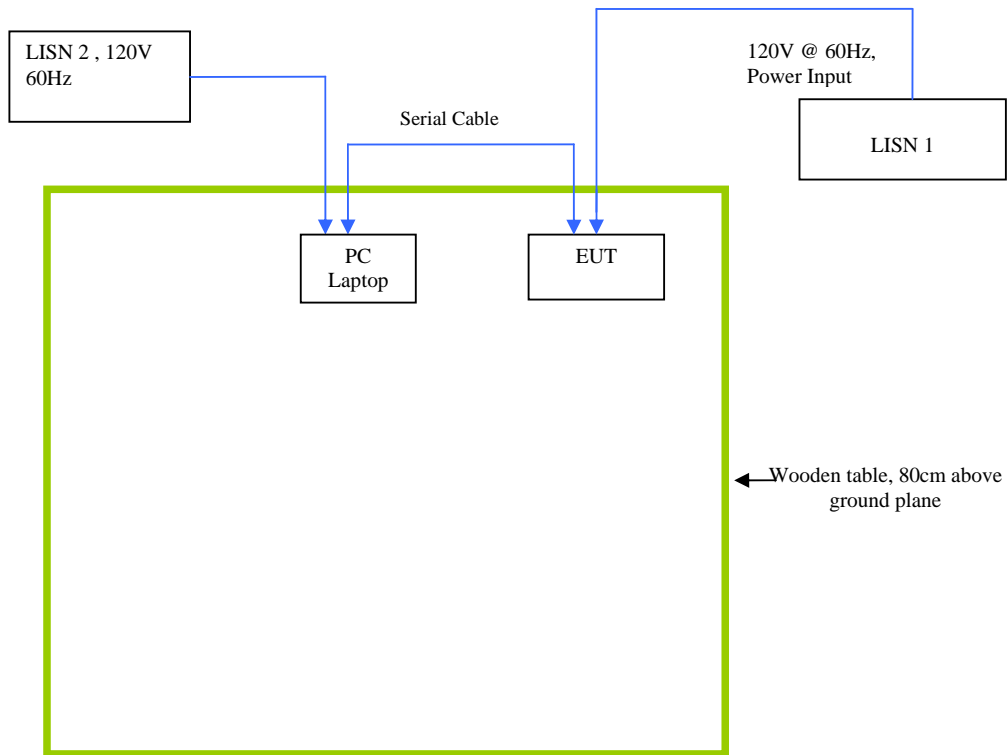 LISN 2 , 120V
60Hz
120V @ 60Hz,
Power Input
Serial Cable
LISN 1
PC
Laptop
EUT
Wooden table, 80cm above
ground plane